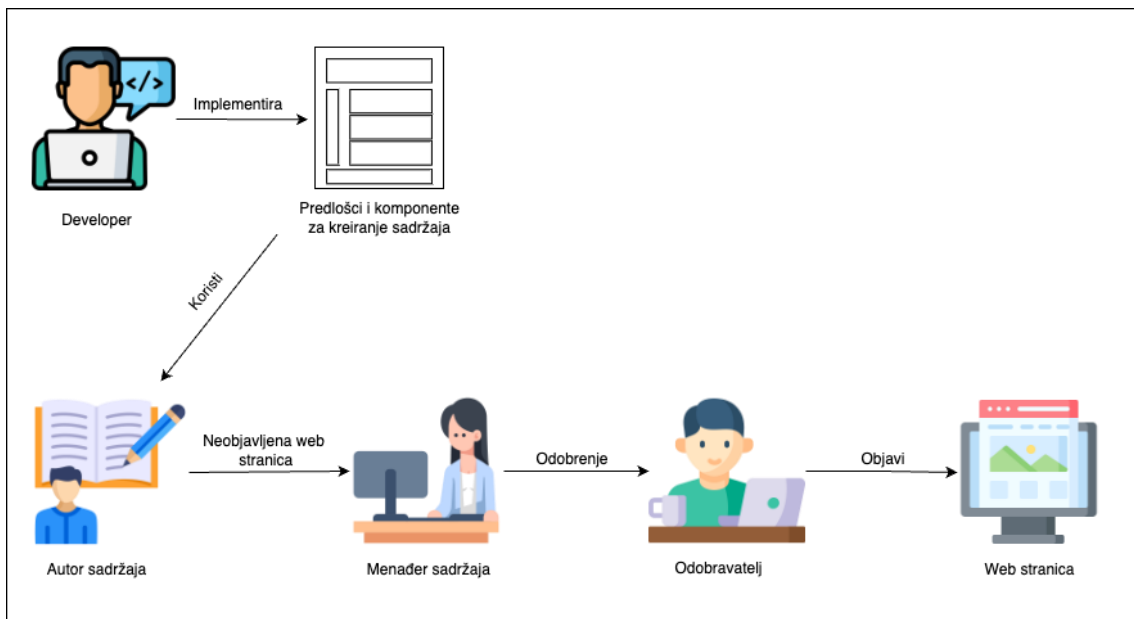 </>
Implementira
Developer
Predlošci i komponente
za kreiranje sadržaja
Koristi
Neobjavljena web
stranica
Odobrenje
Objavi
Autor sadržaja
Menađer sadržaja
Odobravatelj
Web stranica